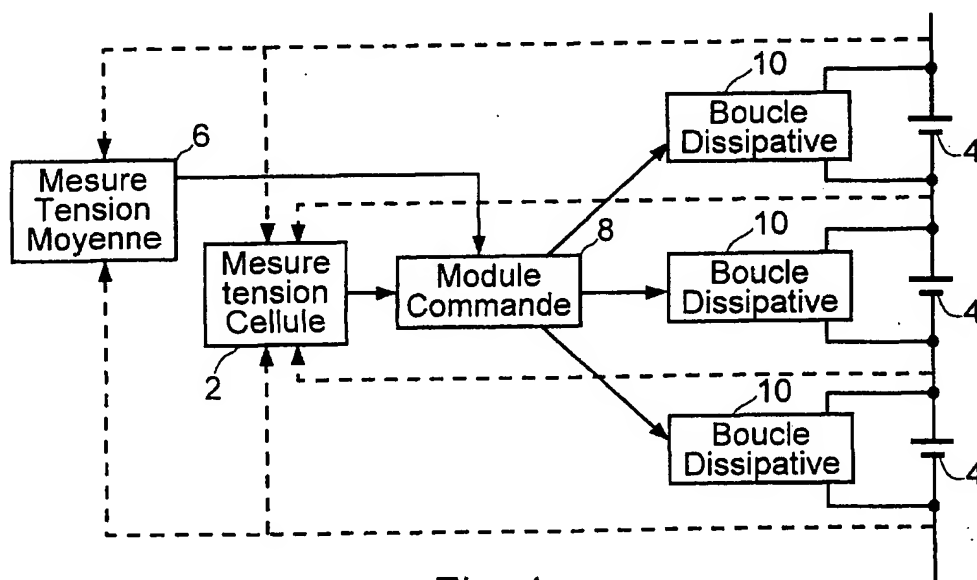 10
Boucle
Dissipative
4
6
Mesure
Tension
Moyenne
10
8
Boucle
Dissipative
4
Mesure
tension
Cellule
2
Module
Commande
10
Boucle
Dissipative
4